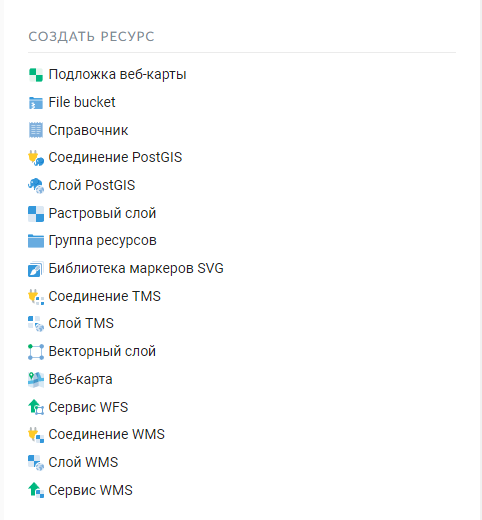 СОЗДАТЬ РЕСУРС
Подложка веб-карты
File bucket
Справочник
Соединение PostGIS
Слой PostGIS
Растровый слой
Группа ресурсов
Библиотека маркеров SVG
Соединение TMS
Слой TMS
Векторный слой
Веб-карта
Сервис WFS
Соединение WMS
Слой WMS
Сервис WMS